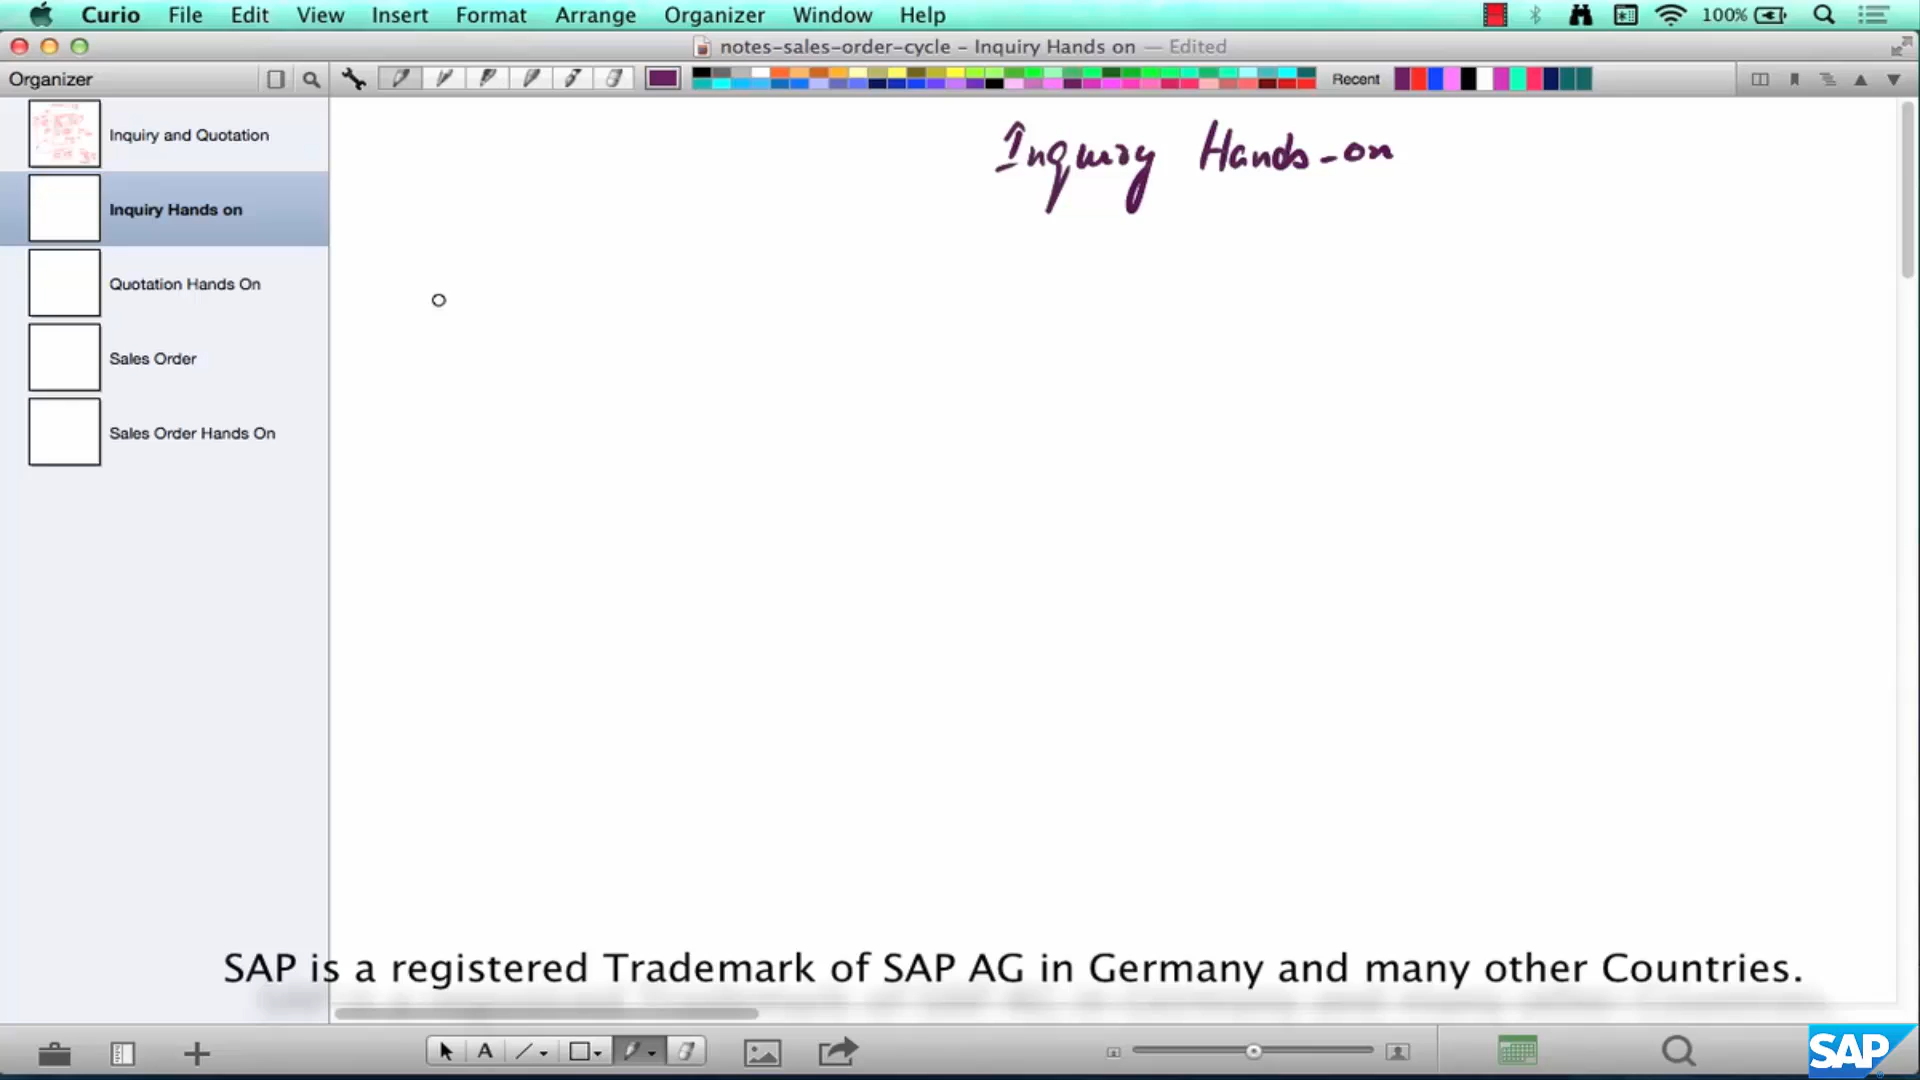 Curio File Edit View Insert Format Arrange Organizer Window Help 100%
notes-sales-order-cycle – Inquiry Hands on — Edited
Organizer Recent
Inquiry and Quotation
Inquiry Hands on
Quotation Hands On
Sales Order
Sales Order Hands On
Inquiry Hands-on
SAP is a registered Trademark of SAP AG in Germany and many other Countries.
A
SAP